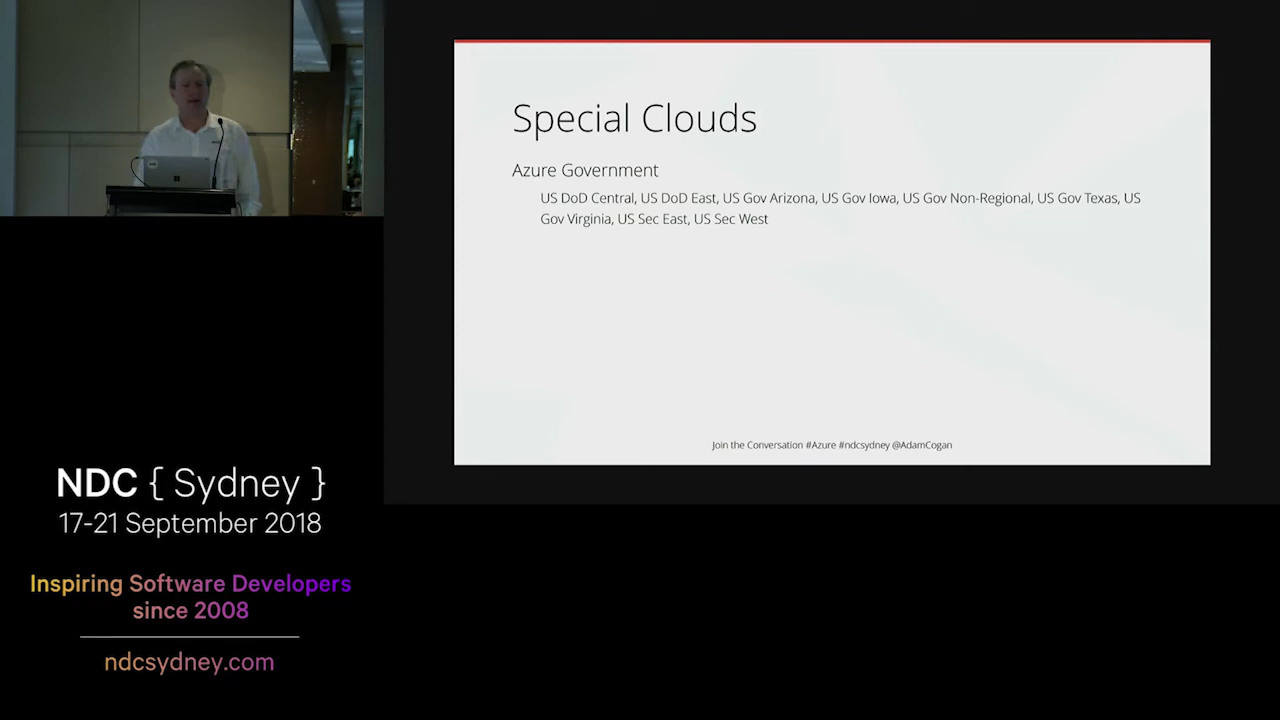 Special Clouds
Azure Government
US DoD Central, US DoD East, US Gov Arizona, US Gov Iowa, US Gov Non-Regional, US Gov Texas, US
Gov Virginia, US Sec East, US Sec West
Join the Conversation #Azure #ndcsydney @AdamCogan
NDC { Sydney }
17-21 September 2018
Inspiring Software Developers
since 2008
ndcsydney.com